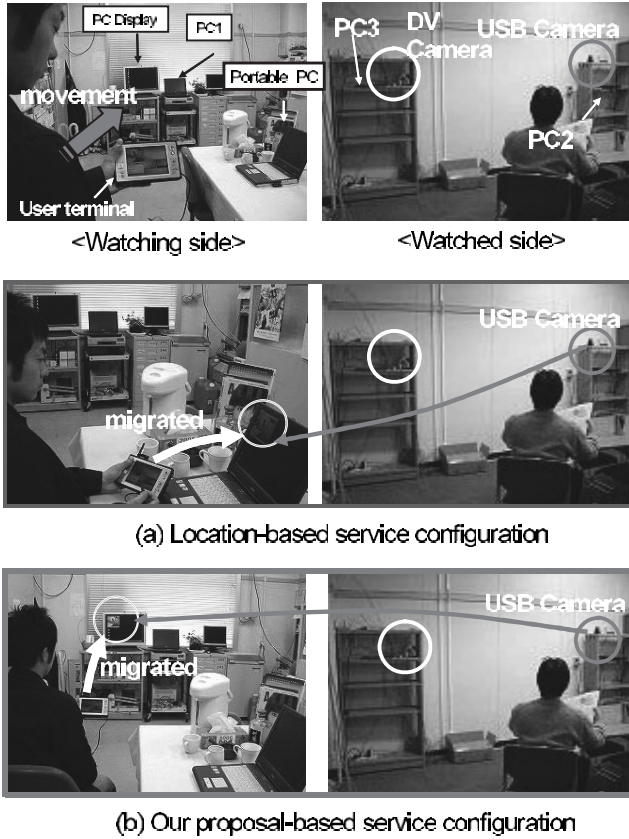 PC Display
PC1
Portable PC
movement
User terminal
<Watching side>
PC3
DV
Camera
USB Camera
PC2
<Watched side>
USB Camera
migrated
(a) Location-based service configuration
USB Camera
migrated
(b) Our proposal-based service configuration